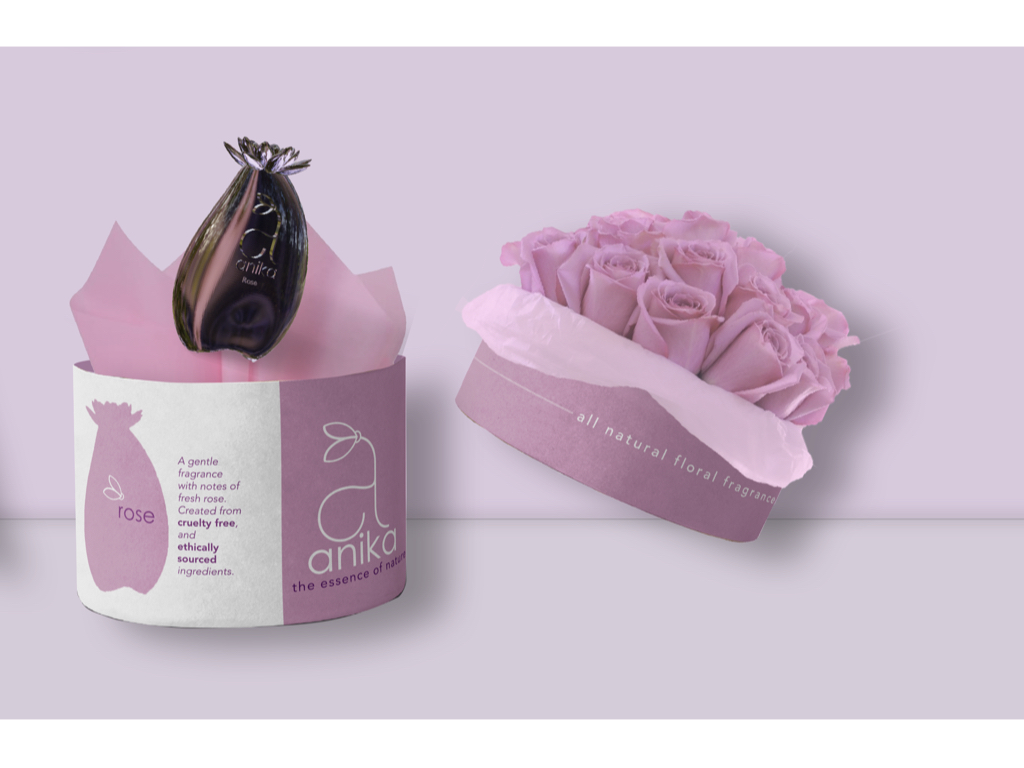 anika
Rose
rose
A gentle
fragrance
with notes of
fresh rose.
Created from
cruelty free,
and
ethically
sourced
ingredients.
anika
the essence of nature
all natural floral fragrance